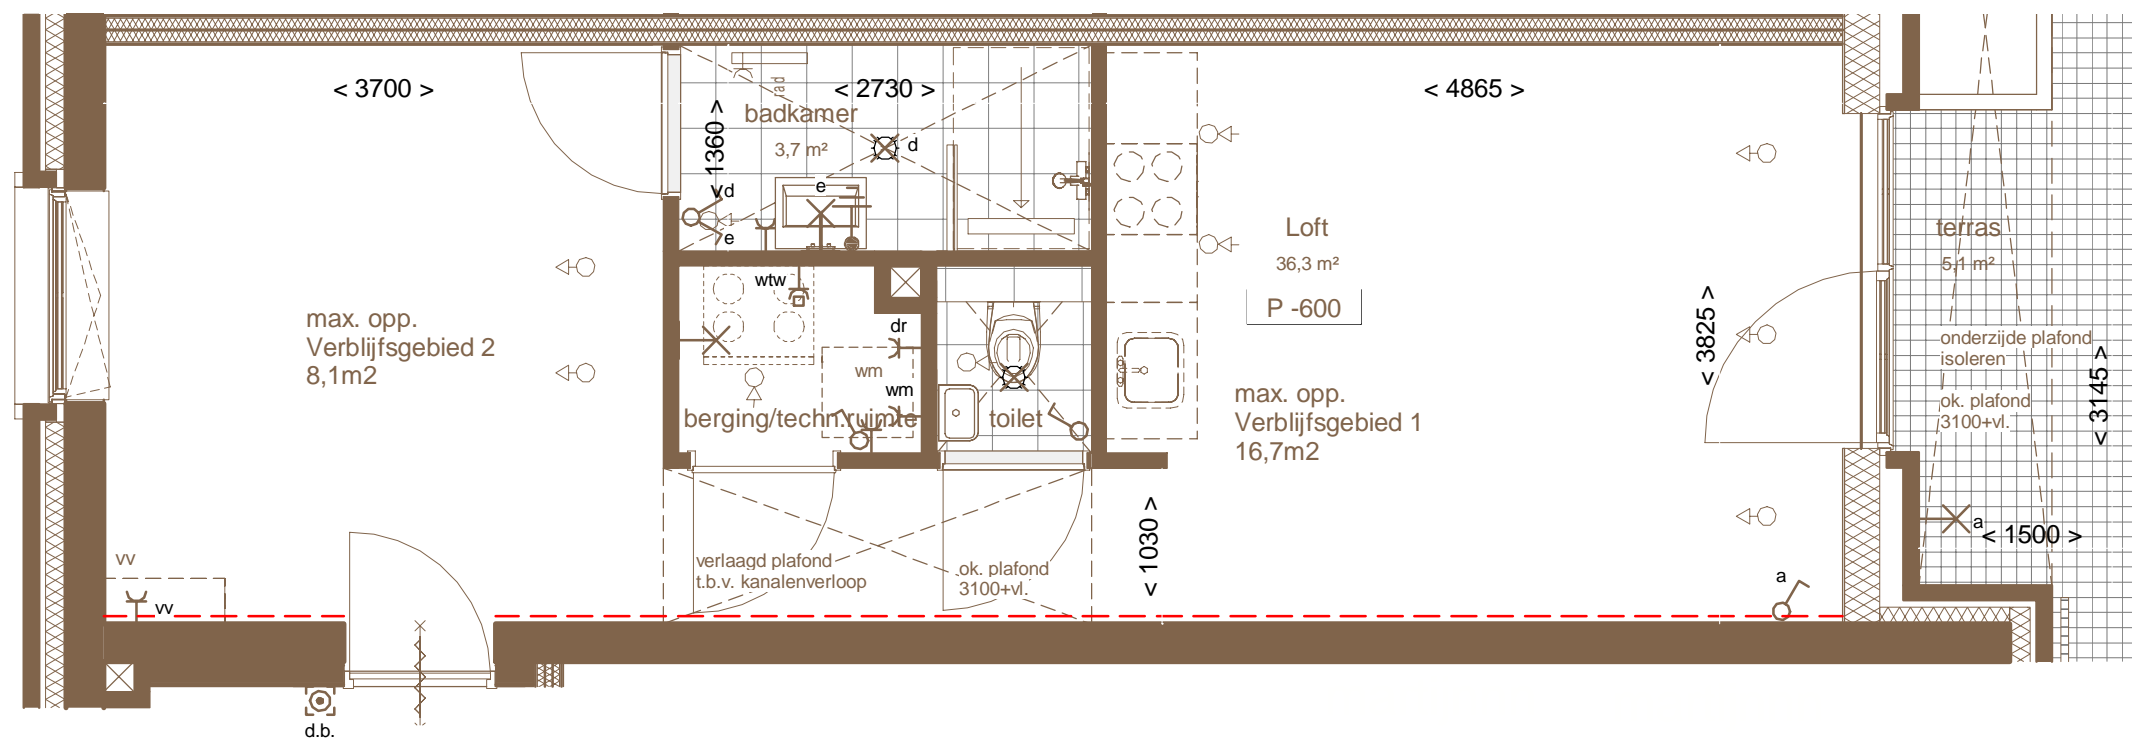 < 3700 >
rad
< 2730 >
badkamer
3,7 m²
1360 >
d
vd
e
e
< 4865 >
Loft
36,3 m²
P -600
terras
5,1 m²
max. opp.
Verblijfsgebied 2
8,1m2
wtw
dr
wm
wm
berging/techn.ruimte
toilet
max. opp.
Verblijfsgebied 1
16,7m2
< 3825 >
onderzijde plafond
isoleren
ok. plafond
3100+vl.
< 3145 >
a
< 1500 >
vv
vv
verlaagd plafond
t.b.v. kanalenverloop
ok. plafond
3100+vl.
< 1030 >
a
d.b.